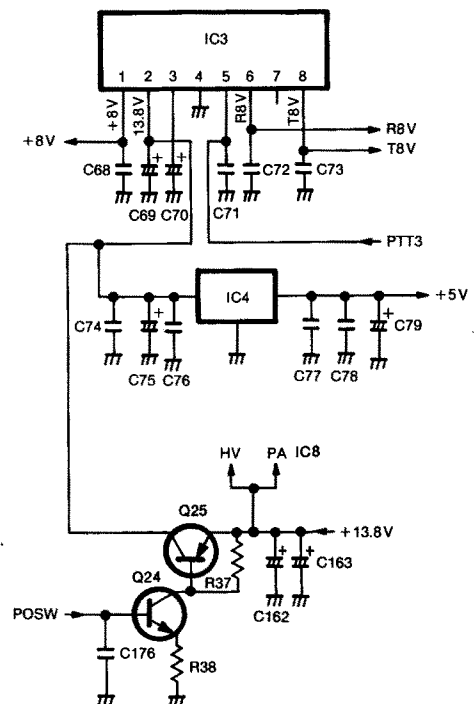 IC3
1 2 3 4 5 6 7 8
+8V 13.8V R8V T8V
+8V
R8V
T8V
C68 C72 C73
C69 C70 C71
PTT3
IC4
+5V
C74 C79
C75 C76 C77 C78
HV PA IC8
Q25
+13.8V
Q24
R37 C163
C162
POSW
C176 R38